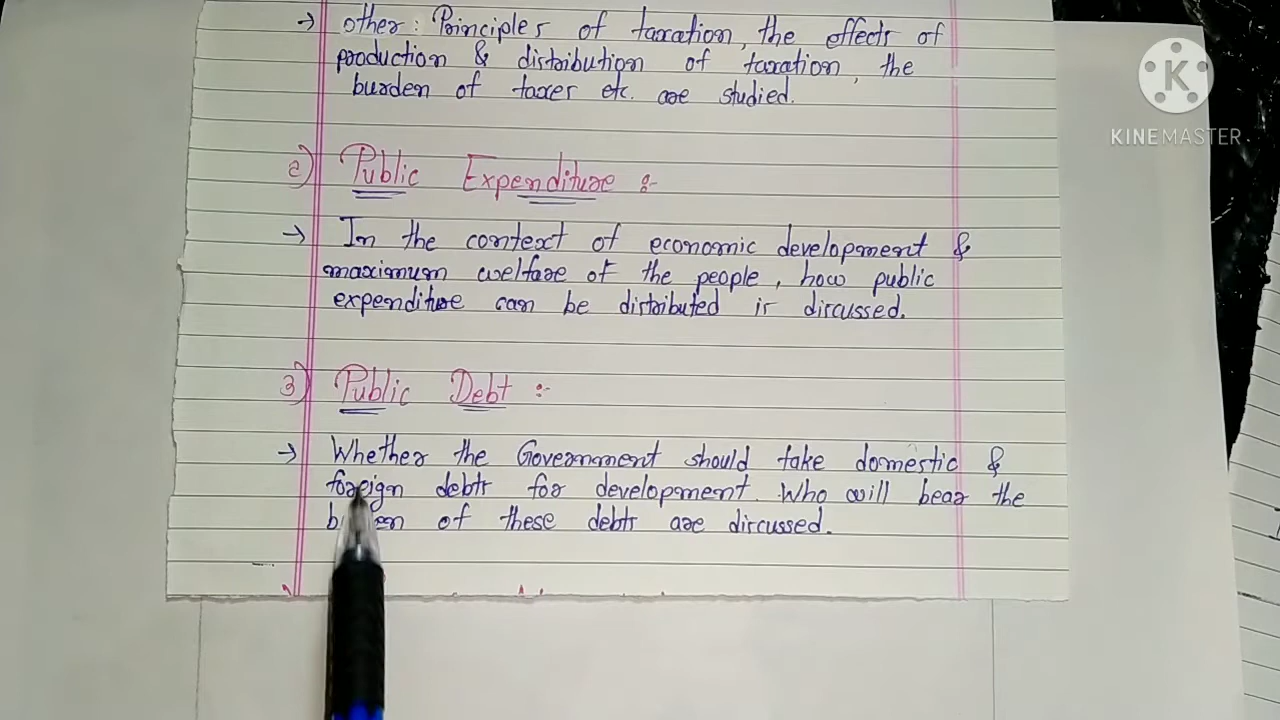 → other : Principles of taxation, the effects of
production & distribution of taxation, the
burden of taxes etc. are studied.
2) Public Expenditure :-
→ In the context of economic development &
maximum welfare of the people, how public
expenditure can be distributed is discussed.
3) Public Debt :-
→ Whether the Government should take domestic &
foreign debts for development. Who will bear the
of these debts are discussed.
KINEMASTER